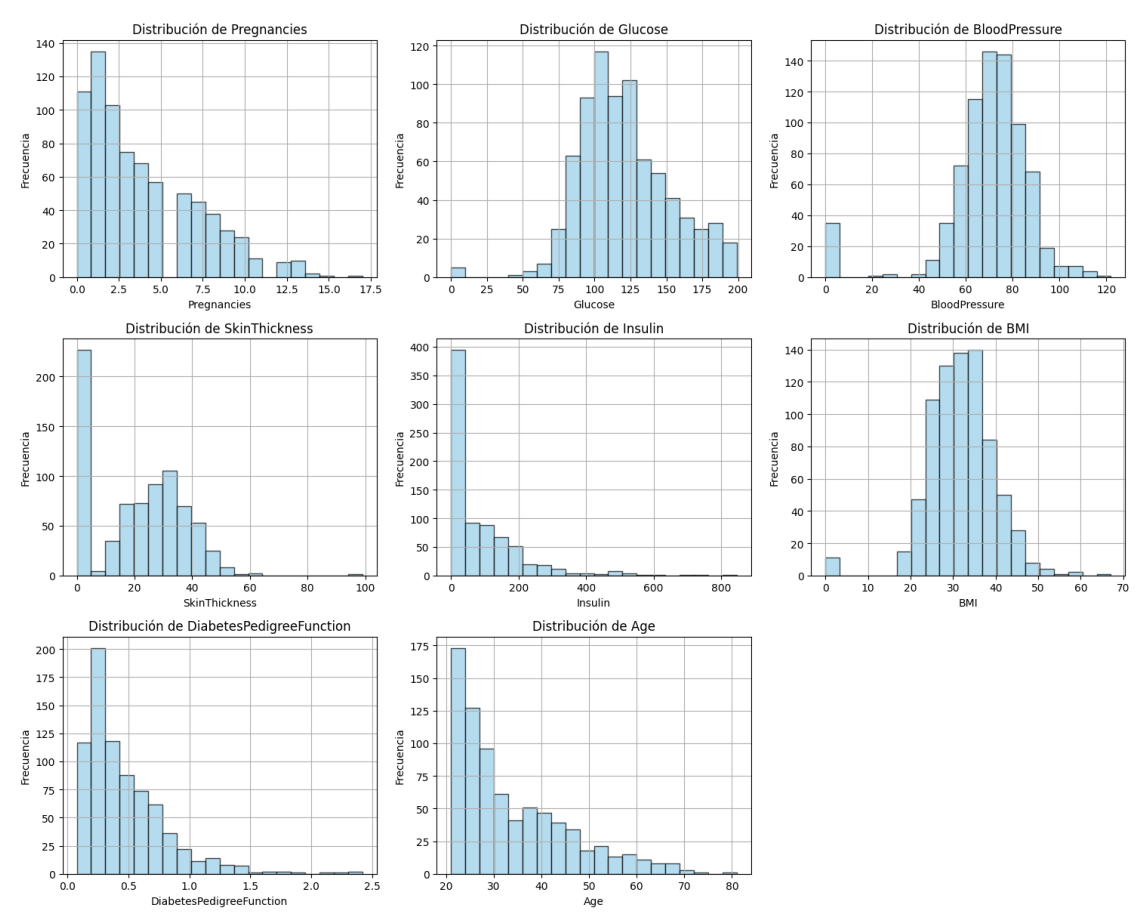 Distribución de Pregnancies
140
120
100
80
60
40
20
0
Frecuencia
0.0 2.5 5.0 7.5 10.0 12.5 15.0 17.5
Pregnancies
Distribución de Glucose
120
100
80
60
40
20
0
Frecuencia
0 25 50 75 100 125 150 175 200
Glucose
Distribución de BloodPressure
140
120
100
80
60
40
20
0
Frecuencia
0 20 40 60 80 100 120
BloodPressure
Distribución de SkinThickness
200
150
100
50
0
Frecuencia
0 20 40 60 80 100
SkinThickness
Distribución de Insulin
400
350
300
250
200
150
100
50
0
Frecuencia
0 200 400 600 800
Insulin
Distribución de BMI
140
120
100
80
60
40
20
0
Frecuencia
0 10 20 30 40 50 60 70
BMI
Distribución de DiabetesPedigreeFunction
200
175
150
125
100
75
50
25
0
Frecuencia
0.0 0.5 1.0 1.5 2.0 2.5
DiabetesPedigreeFunction
Distribución de Age
175
150
125
100
75
50
25
0
Frecuencia
20 30 40 50 60 70 80
Age